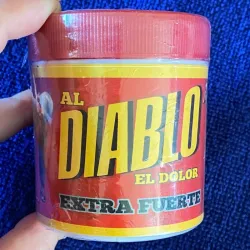 AL
DIABLO
EL DOLOR
EXTRA FUERTE